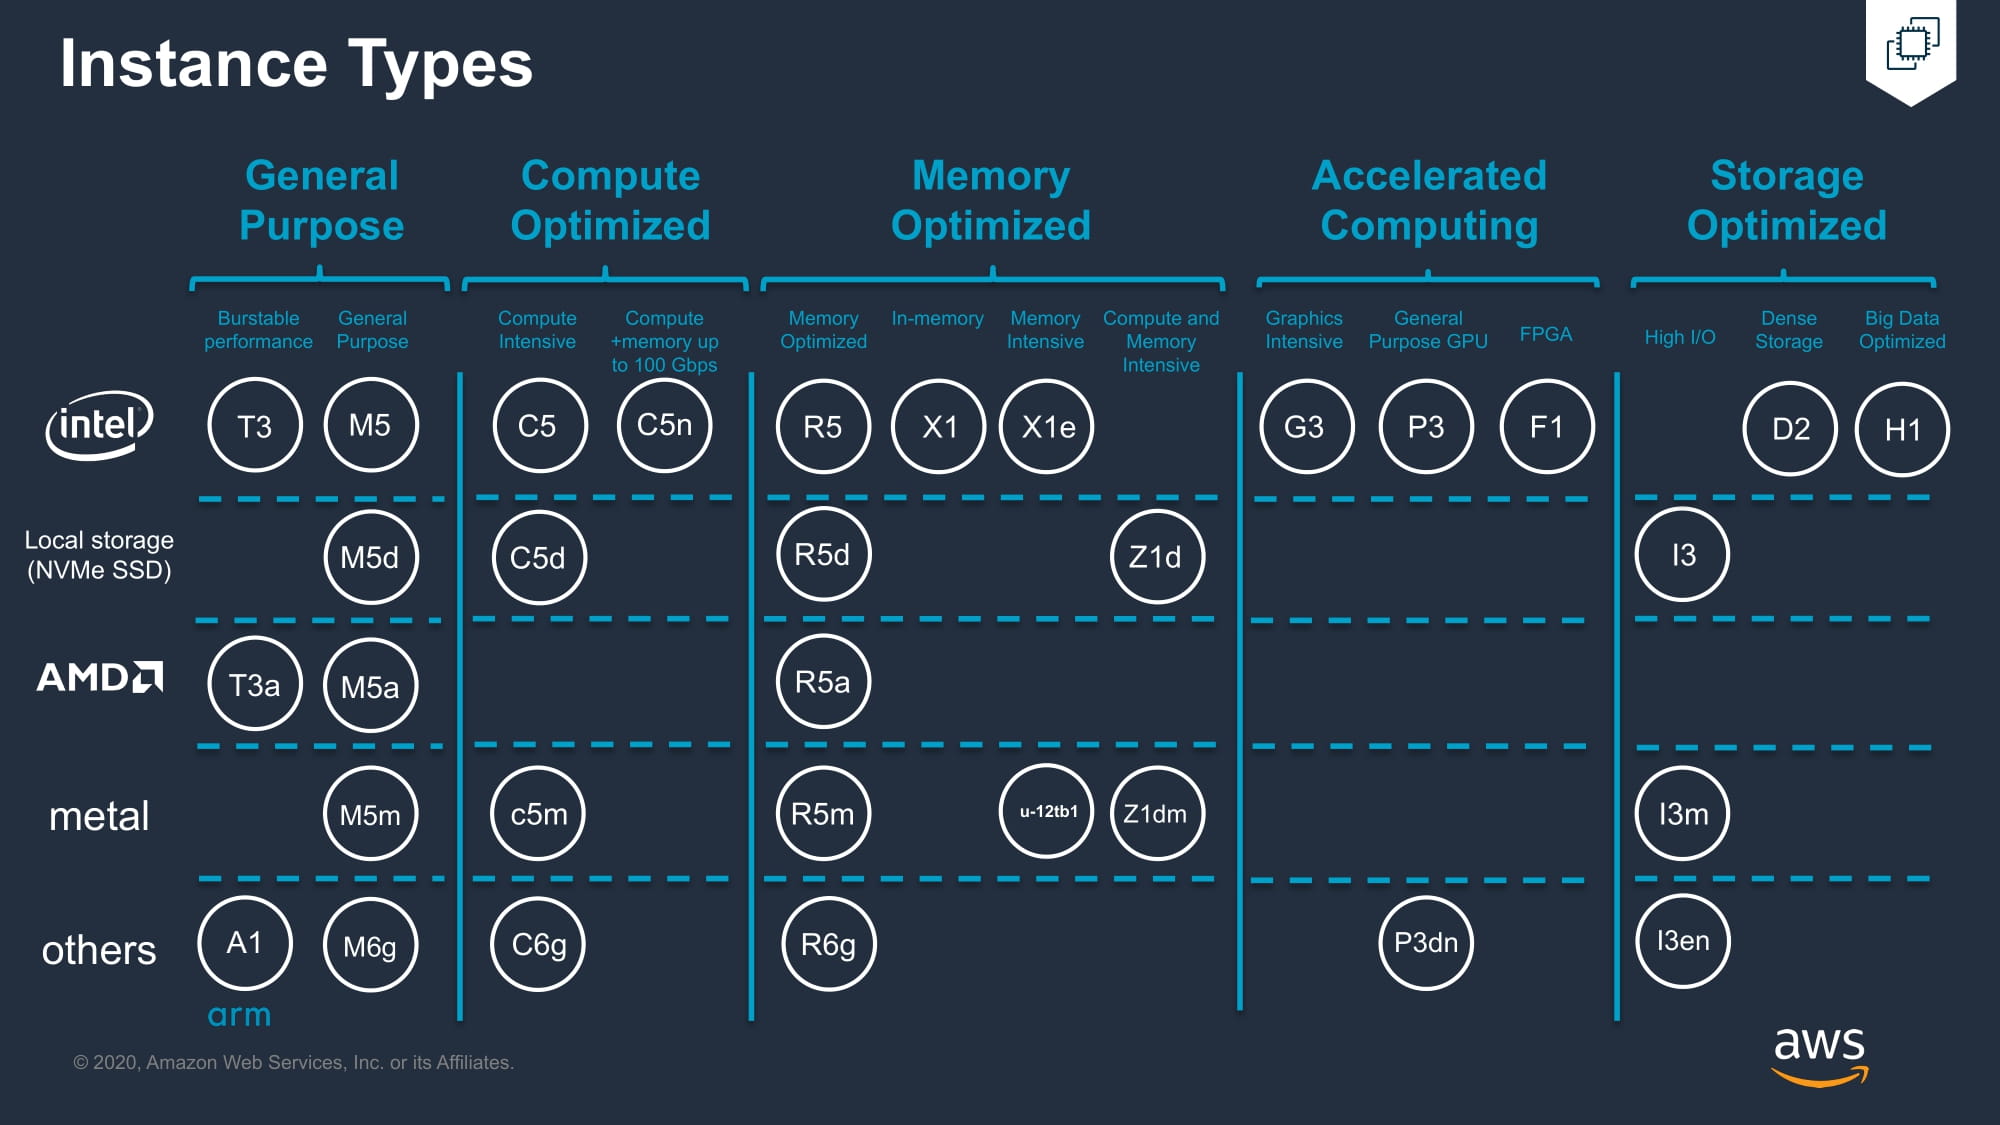 Instance Types
General
Purpose
Compute
Optimized
Memory
Optimized
Accelerated
Computing
Storage
Optimized
Burstable
performance
General
Purpose
Compute
Intensive
Compute
+memory up
to 100 Gbps
Memory
Optimized
In-memory
Memory
Intensive
Compute and
Memory
Intensive
Graphics
Intensive
General
Purpose GPU
FPGA
High I/O
Dense
Storage
Big Data
Optimized
intel
T3
M5
C5
C5n
R5
X1
X1e
G3
P3
F1
D2
H1
Local storage
(NVMe SSD)
M5d
C5d
R5d
Z1d
I3
AMD
T3a
M5a
R5a
metal
M5m
c5m
R5m
u-12tb1
Z1dm
I3m
others
A1
M6g
C6g
R6g
P3dn
I3en
arm
© 2020, Amazon Web Services, Inc. or its Affiliates.
aws